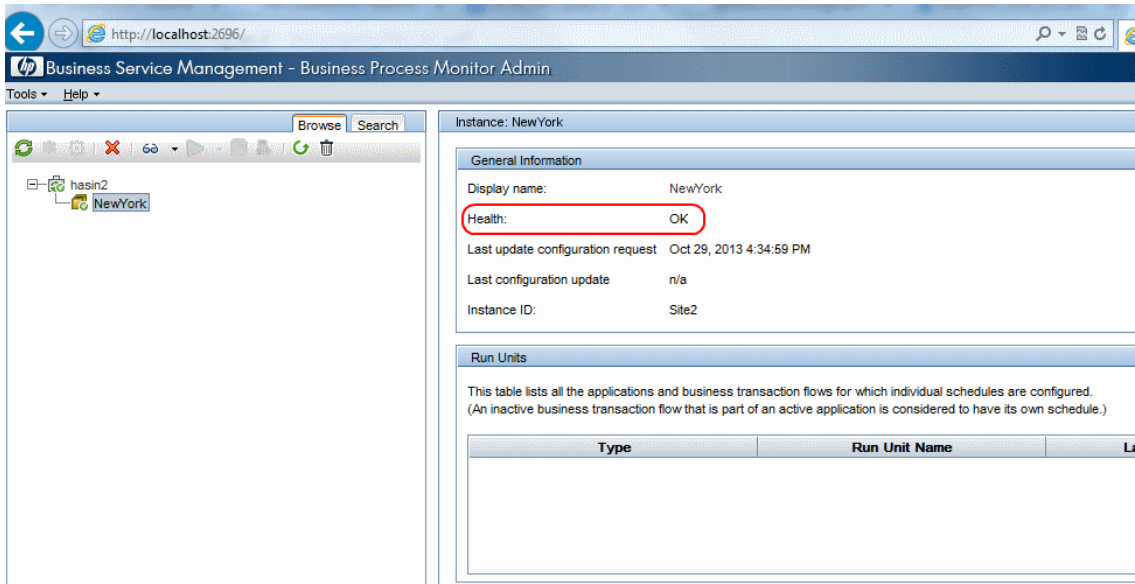 http://localhost:2696/
hp Business Service Management - Business Process Monitor Admin
Tools Help
Browse Search
hasin2
NewYork
Instance: NewYork
General Information
Display name: NewYork
Health: OK
Last update configuration request Oct 29, 2013 4:34:59 PM
Last configuration update n/a
Instance ID: Site2
Run Units
This table lists all the applications and business transaction flows for which individual schedules are configured.
(An inactive business transaction flow that is part of an active application is considered to have its own schedule.)
Type Run Unit Name